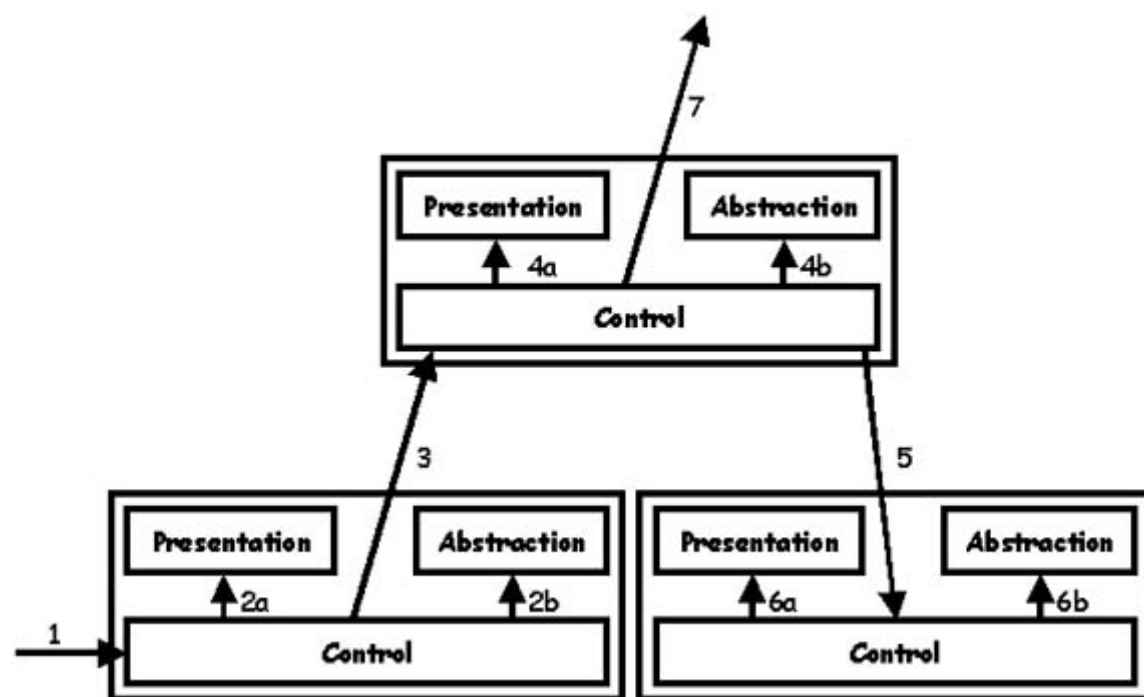 7
Presentation Abstraction
4a 4b
Control
3 5
Presentation Abstraction Presentation Abstraction
2a 2b 6a 6b
1 Control Control